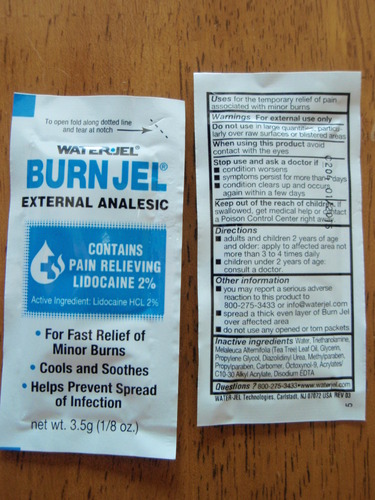 To open fold along dotted line
and tear at notch
WATER·JEL®
BURN JEL®
EXTERNAL ANALESIC
CONTAINS
PAIN RELIEVING
LIDOCAINE 2%
Active Ingredient: Lidocaine HCL 2%
• For Fast Relief of
Minor Burns
• Cools and Soothes
• Helps Prevent Spread
of Infection
net wt. 3.5g (1/8 oz.)
Uses for the temporary relief of pain
associated with minor burns
Warnings For external use only
Do not use in large quantities, particu
larly over raw surfaces or blistered areas
When using this product avoid
contact with the eyes
Stop use and ask a doctor if
■ condition worsens
■ symptoms persist for more than 7 days
■ condition clears up and occurs
again within a few days
Keep out of the reach of children. If
swallowed, get medical help or contact
a Poison Control Center right away
Directions
■ adults and children 2 years of age
and older: apply to affected area not
more than 3 to 4 times daily
■ children under 2 years of age:
consult a doctor.
Other information
■ you may report a serious adverse
reaction to this product to
800-275-3433 or info@waterjel.com
■ spread a thick even layer of Burn Jel
over affected area
■ do not use any opened or torn packets
Inactive ingredients Water, Triethanolamine,
Melaleuca Alternifolia (Tea Tree) Leaf Oil, Glycerin,
Propylene Glycol, Diazolidinyl Urea, Methylparaben,
Propylparaben, Carbomer, Octoxynol-9, Acrylates/
C10-30 Alkyl Acrylate, Disodium EDTA
Questions ? 800-275-3433•www.waterjel.com
WATER-JEL Technologies. Carlstadt, NJ 07072 USA REV 03